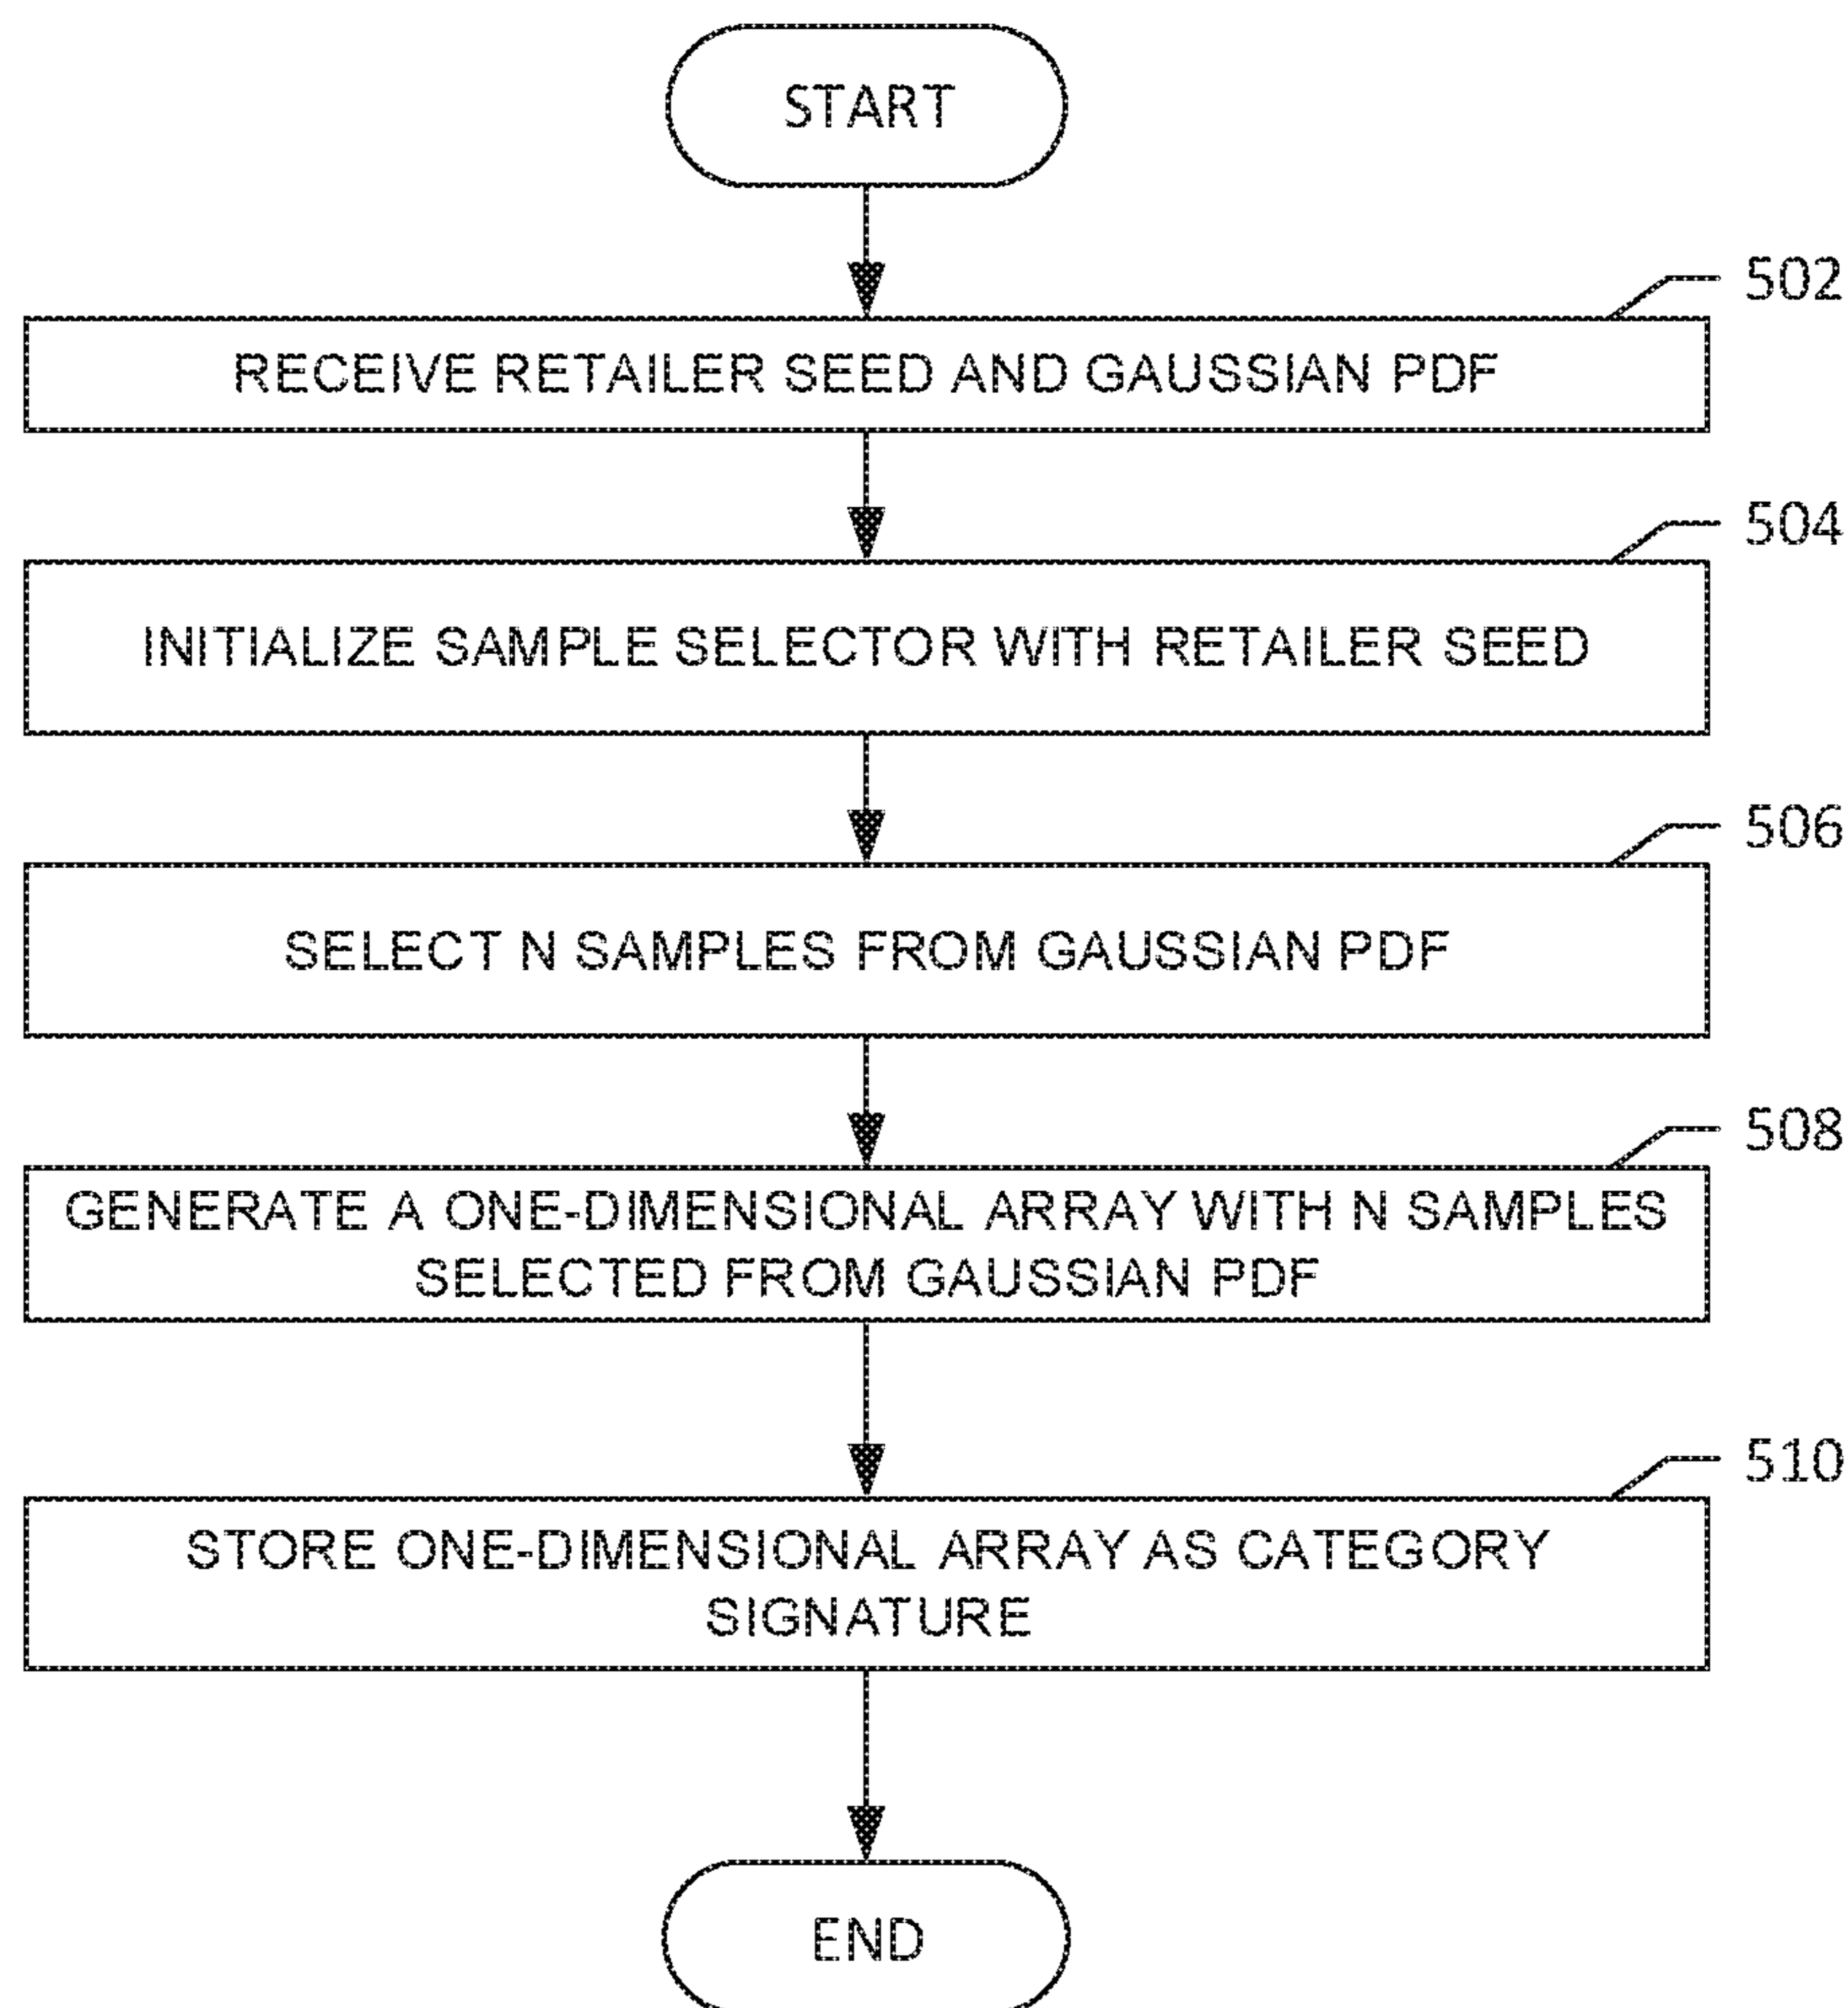 START
502
RECEIVE RETAILER SEED AND GAUSSIAN PDF
504
INITIALIZE SAMPLE SELECTOR WITH RETAILER SEED
506
SELECT N SAMPLES FROM GAUSSIAN PDF
508
GENERATE A ONE-DIMENSIONAL ARRAY WITH N SAMPLES
SELECTED FROM GAUSSIAN PDF
510
STORE ONE-DIMENSIONAL ARRAY AS CATEGORY
SIGNATURE
END